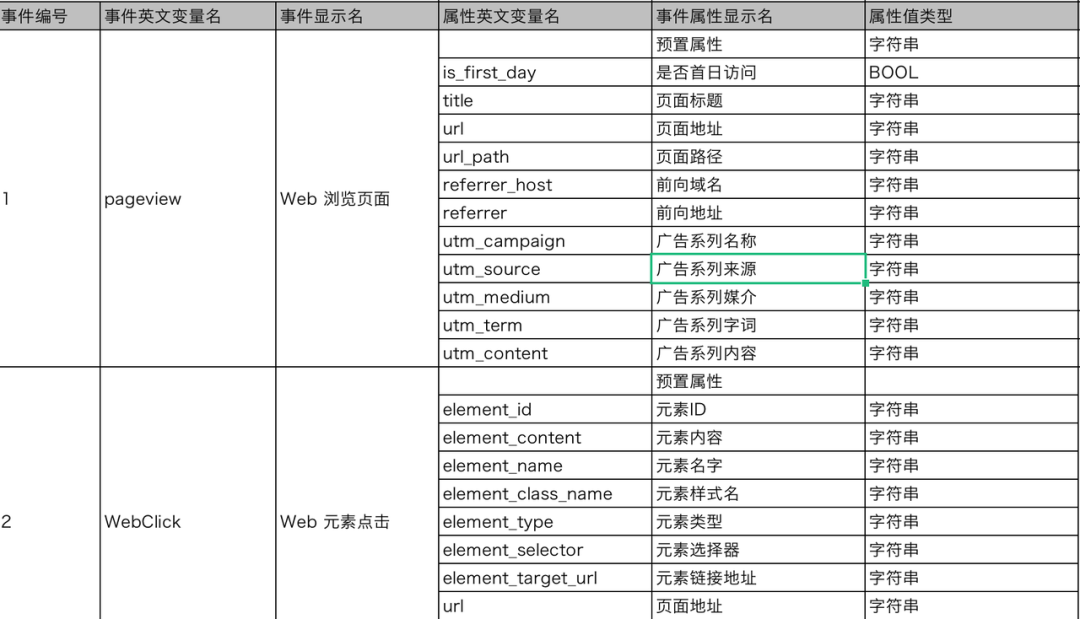 事件编号 事件英文变量名 事件显示名 属性英文变量名 事件属性显示名 属性值类型
预置属性 字符串
is_first_day 是否首日访问 BOOL
title 页面标题 字符串
url 页面地址 字符串
url_path 页面路径 字符串
referrer_host 前向域名 字符串
1 pageview Web 浏览页面
referrer 前向地址 字符串
utm_campaign 广告系列名称 字符串
utm_source 广告系列来源 字符串
utm_medium 广告系列媒介 字符串
utm_term 广告系列字词 字符串
utm_content 广告系列内容 字符串
预置属性
element_id 元素ID 字符串
element_content 元素内容 字符串
element_name 元素名字 字符串
element_class_name 元素样式名 字符串
2 WebClick Web 元素点击 element_type 元素类型 字符串
element_selector 元素选择器 字符串
element_target_url 元素链接地址 字符串
url 页面地址 字符串